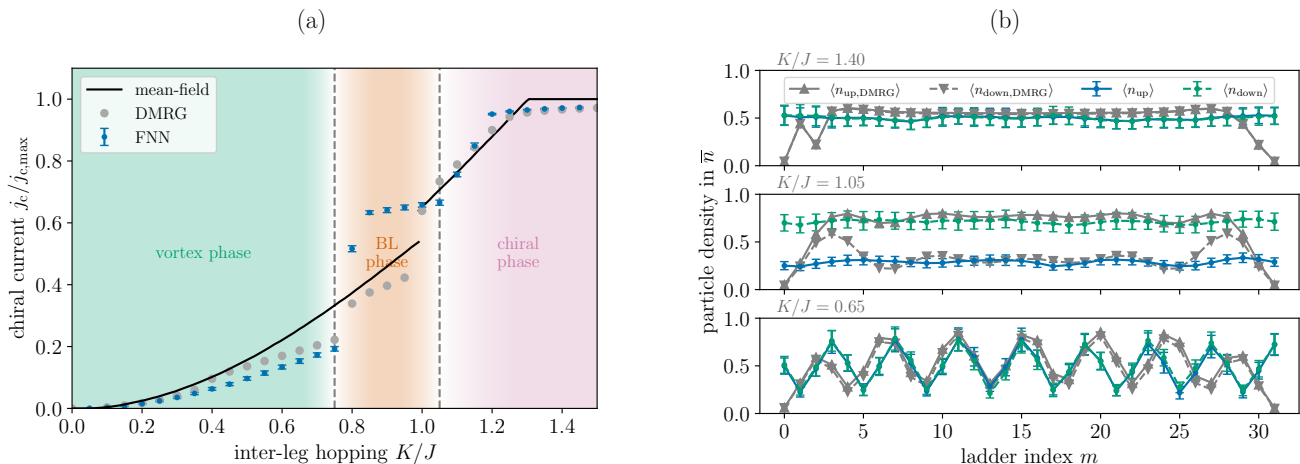 (a)
chiral current j_c/j_c,max
1.0
0.8
0.6
0.4
0.2
0.0
mean-field
DMRG
FNN
vortex phase
BL
phase
chiral
phase
0.0 0.2 0.4 0.6 0.8 1.0 1.2 1.4
inter-leg hopping K/J
(b)
particle density in n̅
K/J = 1.40
1.0
0.5
0.0
⟨n_up,DMRG⟩ ⟨n_down,DMRG⟩ ⟨n_up⟩ ⟨n_down⟩
K/J = 1.05
1.0
0.5
0.0
K/J = 0.65
1.0
0.5
0.0
0 5 10 15 20 25 30
ladder index m